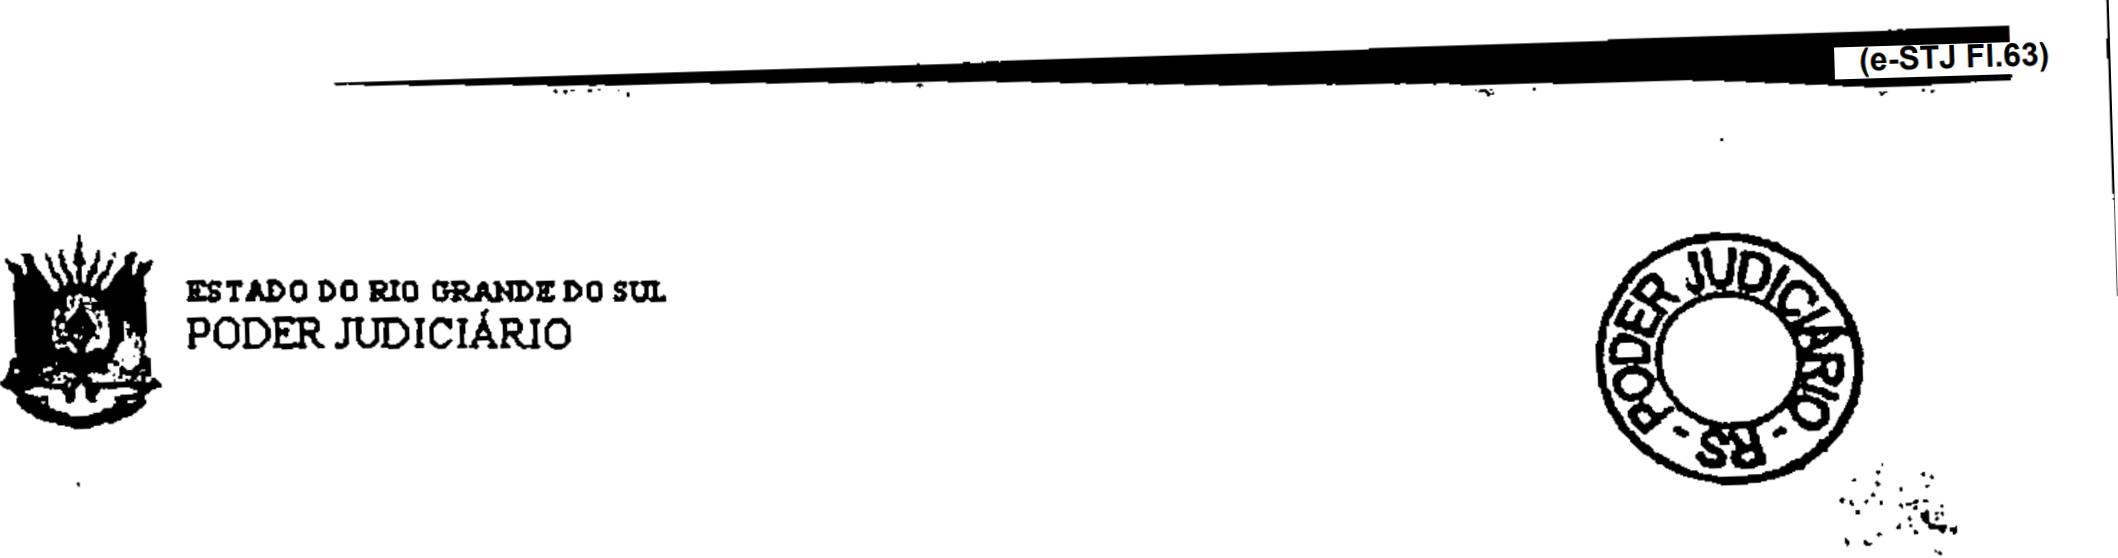 (e-STJ Fl.63)
ESTADO DO RIO GRANDE DO SUL
PODER JUDICIÁRIO
PODER JUDICIÁRIO - RS -